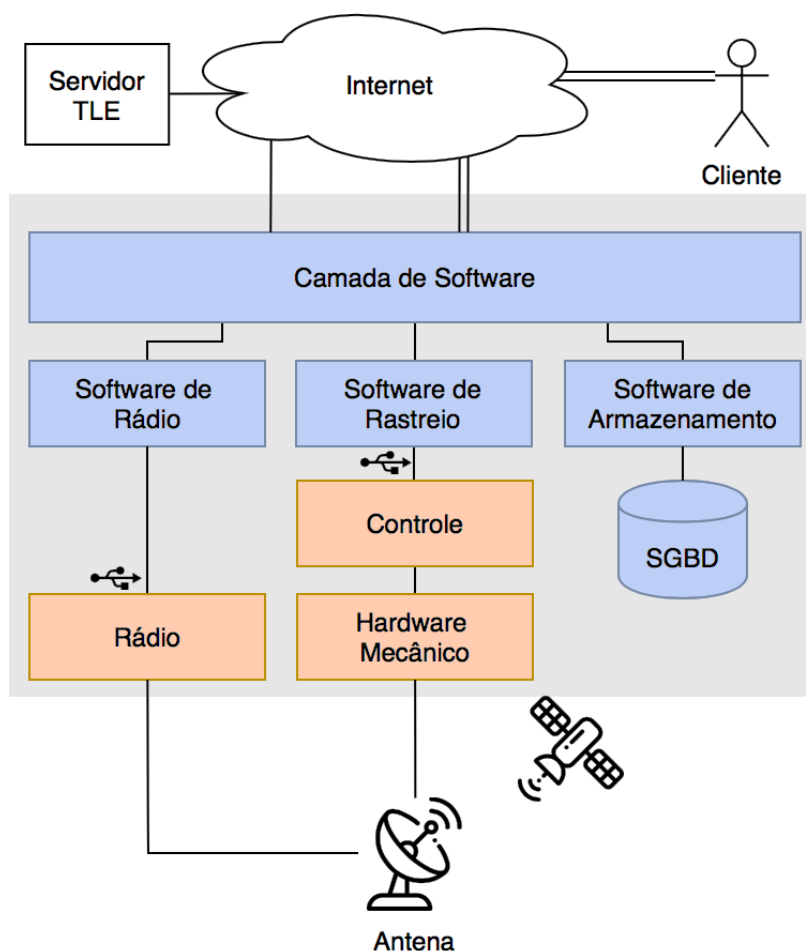 Servidor
TLE
Internet
Cliente
Camada de Software
Software de
Rádio
Software de
Rastreio
Software de
Armazenamento
Controle
SGBD
Rádio
Hardware
Mecânico
Antena